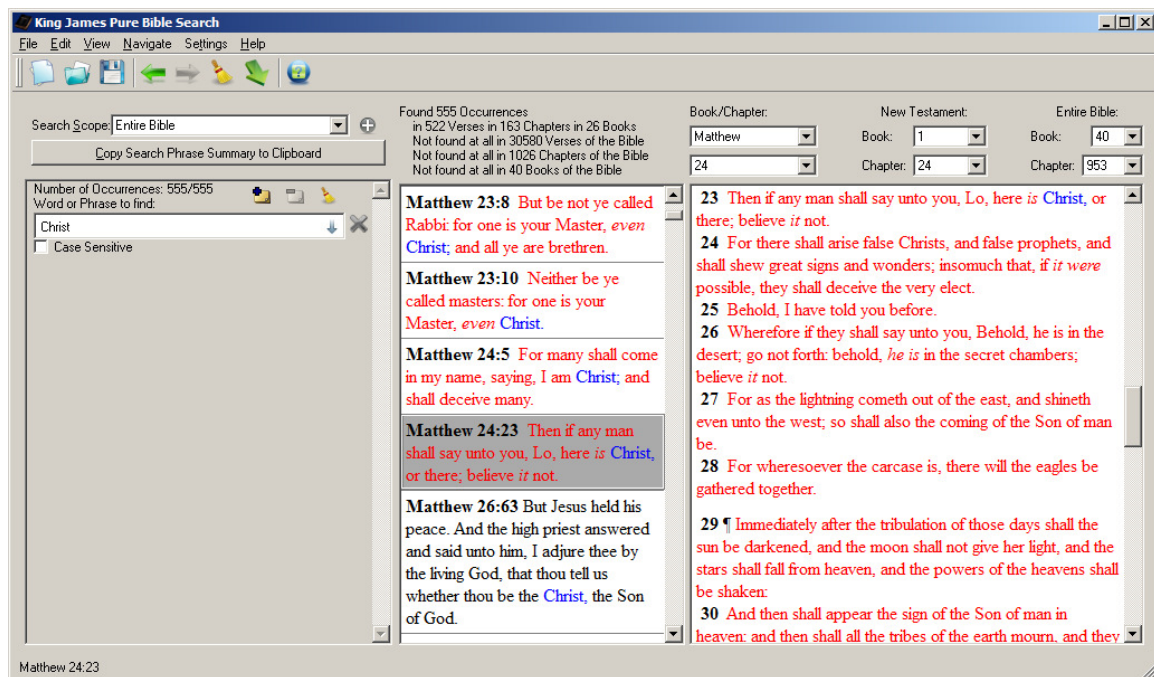 King James Pure Bible Search
File Edit View Navigate Settings Help
Search Scope: Entire Bible
Copy Search Phrase Summary to Clipboard
Number of Occurrences: 555/555
Word or Phrase to find:
Christ
Case Sensitive
Found 555 Occurrences
in 522 Verses in 163 Chapters in 26 Books
Not found at all in 30580 Verses of the Bible
Not found at all in 1026 Chapters of the Bible
Not found at all in 40 Books of the Bible
Matthew 23:8 But be not ye called
Rabbi: for one is your Master, even
Christ; and all ye are brethren.
Matthew 23:10 Neither be ye
called masters: for one is your
Master, even Christ.
Matthew 24:5 For many shall come
in my name, saying, I am Christ; and
shall deceive many.
Matthew 24:23 Then if any man
shall say unto you, Lo, here is Christ,
or there; believe it not.
Matthew 26:63 But Jesus held his
peace. And the high priest answered
and said unto him, I adjure thee by
the living God, that thou tell us
whether thou be the Christ, the Son
of God.
Book/Chapter: New Testament: Entire Bible:
Matthew Book: 1 Book: 40
24 Chapter: 24 Chapter: 953
23 Then if any man shall say unto you, Lo, here is Christ, or
there; believe it not.
24 For there shall arise false Christs, and false prophets, and
shall shew great signs and wonders; insomuch that, if it were
possible, they shall deceive the very elect.
25 Behold, I have told you before.
26 Wherefore if they shall say unto you, Behold, he is in the
desert; go not forth: behold, he is in the secret chambers;
believe it not.
27 For as the lightning cometh out of the east, and shineth
even unto the west; so shall also the coming of the Son of man
be.
28 For wheresoever the carcase is, there will the eagles be
gathered together.
29 ¶ Immediately after the tribulation of those days shall the
sun be darkened, and the moon shall not give her light, and the
stars shall fall from heaven, and the powers of the heavens shall
be shaken:
30 And then shall appear the sign of the Son of man in
heaven: and then shall all the tribes of the earth mourn, and they
Matthew 24:23